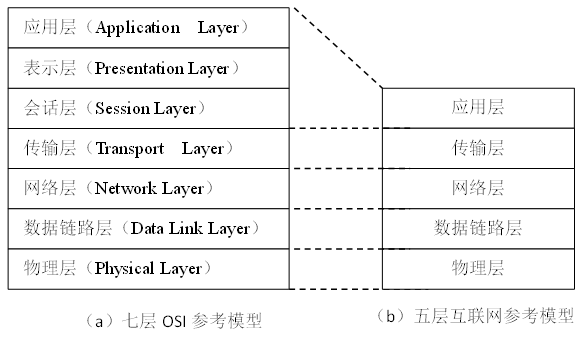 应用层（Application Layer）
表示层（Presentation Layer）
会话层（Session Layer）
传输层（Transport Layer）
网络层（Network Layer）
数据链路层（Data Link Layer）
物理层（Physical Layer）
（a）七层 OSI 参考模型
应用层
传输层
网络层
数据链路层
物理层
（b）五层互联网参考模型